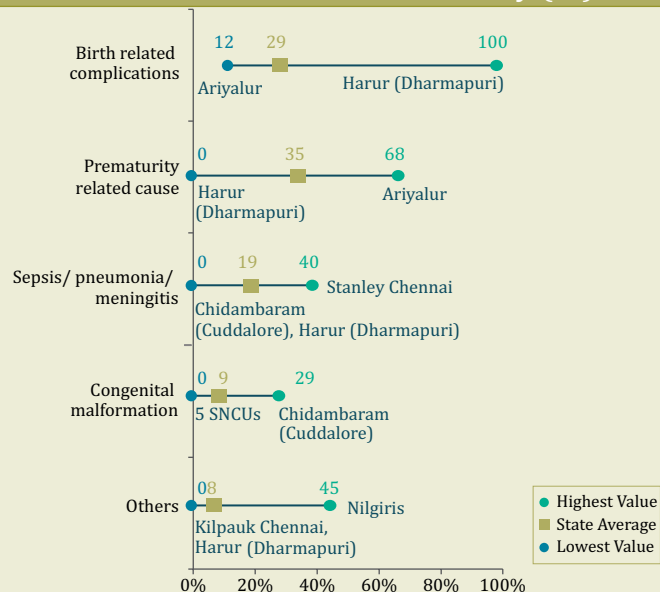 Birth related
complications
12 29 100
Ariyalur Harur (Dharmapuri)
Prematurity
related cause
0 35 68
Harur
(Dharmapuri)
Ariyalur
Sepsis/ pneumonia/
meningitis
0 19 40
Stanley Chennai
Chidambaram
(Cuddalore), Harur (Dharmapuri)
Congenital
malformation
0 9 29
5 SNCUs
Chidambaram
(Cuddalore)
Others
0 8 45
Nilgiris
Kilpauk Chennai,
Harur (Dharmapuri)
Highest Value
State Average
Lowest Value
0% 20% 40% 60% 80% 100%